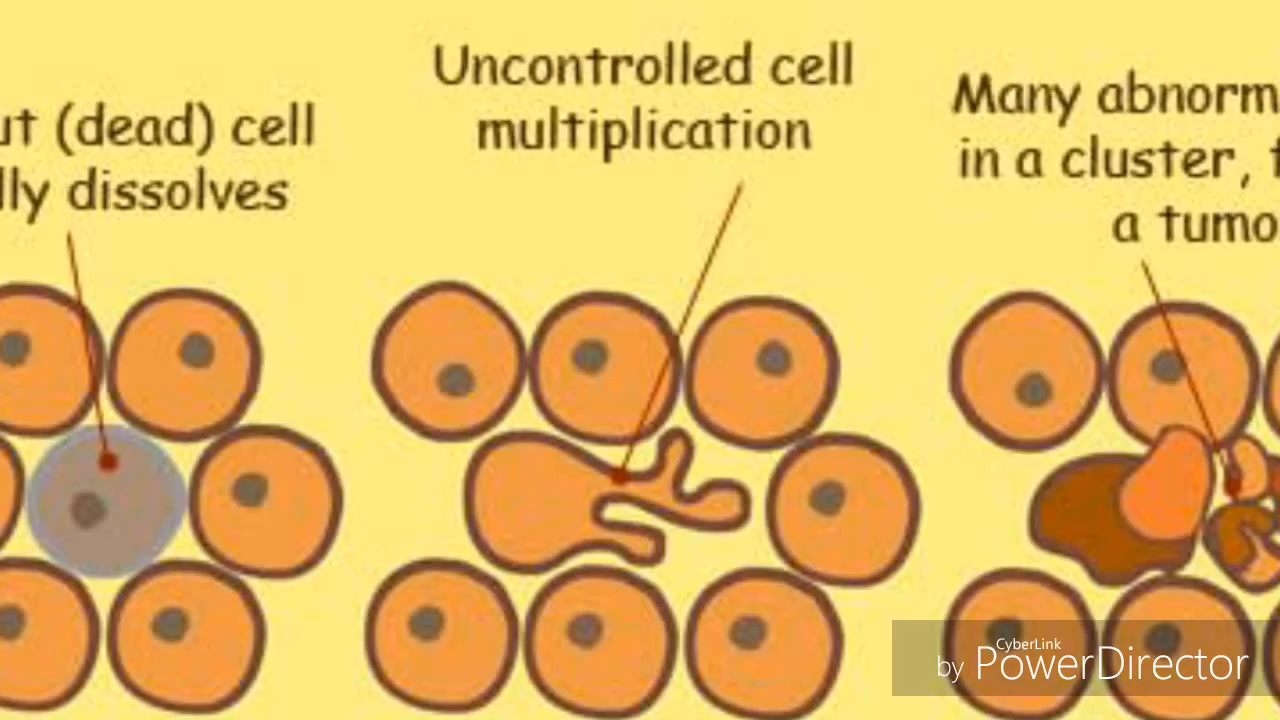 ut (dead) cell
lly dissolves
Uncontrolled cell
multiplication
Many abnorm
in a cluster,
a tumo
CyberLink
by PowerDirector